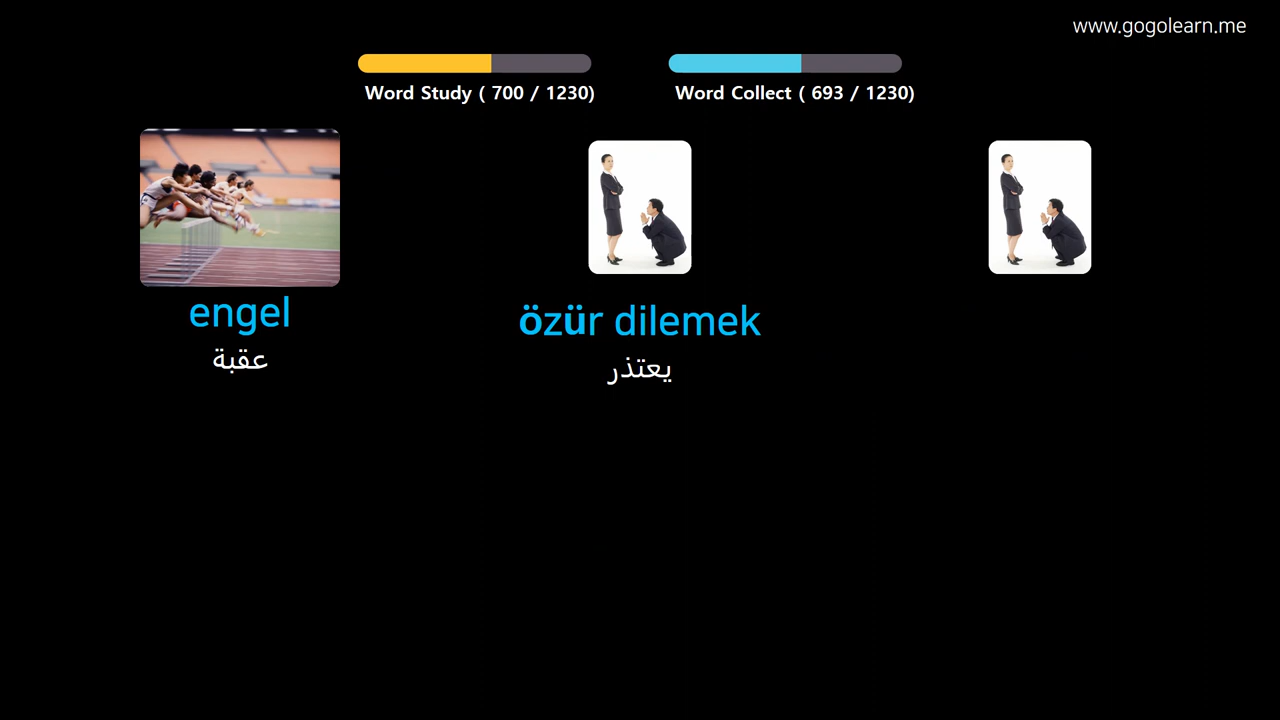 www.gogolearn.me
Word Study ( 700 / 1230)
Word Collect ( 693 / 1230)
engel
عقبة
özür dilemek
يعتذر